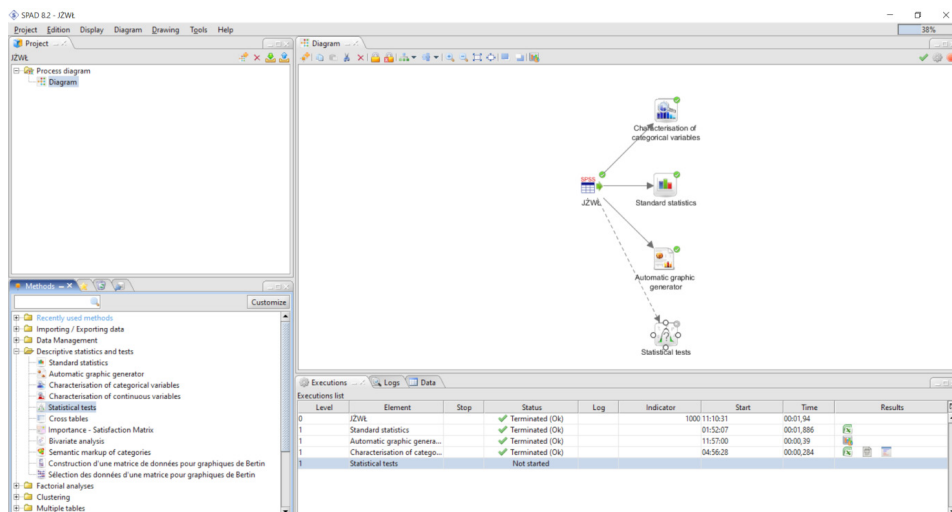 SPAD 8.2 - JŻWŁ
Project Edition Display Diagram Drawing Tools Help
38%
Project
JŻWŁ
Process diagram
Diagram
Diagram
Characterisation of
categorical variables
SPSS
JŻWŁ
Standard statistics
Automatic graphic
generator
Statistical tests
Methods
Customize
Recently used methods
Importing / Exporting data
Data Management
Descriptive statistics and tests
Standard statistics
Automatic graphic generator
Characterisation of categorical variables
Characterisation of continuous variables
Statistical tests
Cross tables
Importance - Satisfaction Matrix
Bivariate analysis
Semantic markup of categories
Construction d'une matrice de données pour graphiques de Bertin
Sélection des données d'une matrice pour graphiques de Bertin
Factorial analyses
Clustering
Multiple tables
Executions Logs Data
Executions list
Level Element Stop Status Log Indicator Start Time Results
0 JŻWŁ Terminated (Ok) 1000 11:10:31 00:01,94
1 Standard statistics Terminated (Ok) 01:52:07 00:01,886
1 Automatic graphic genera... Terminated (Ok) 11:57:00 00:00,39
1 Characterisation of catego... Terminated (Ok) 04:56:28 00:00,284
1 Statistical tests Not started